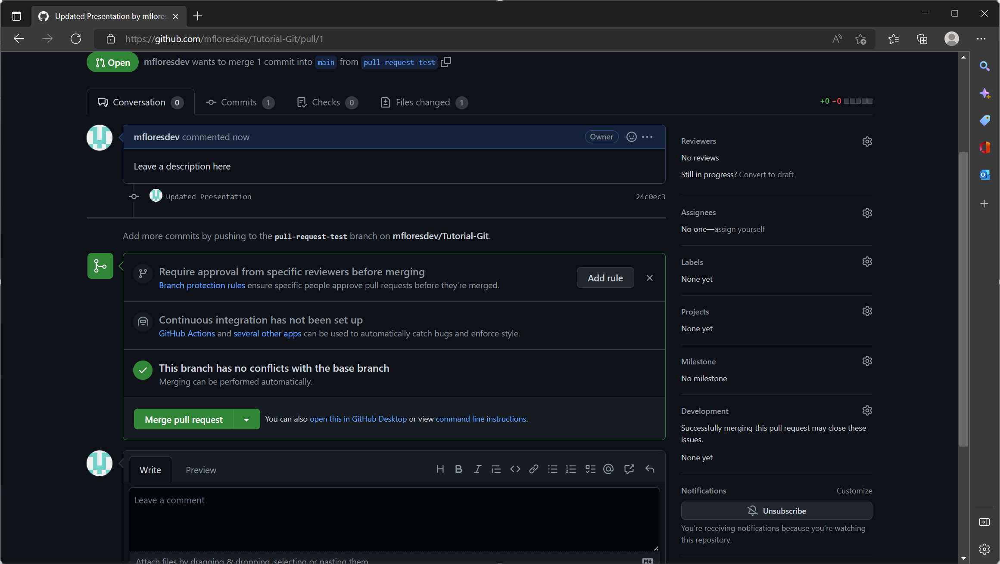 Updated Presentation by mflores
https://github.com/mfloresdev/Tutorial-Git/pull/1
Open mfloresdev wants to merge 1 commit into main from pull-request-test
Conversation 0 Commits 1 Checks 0 Files changed 1 +0 −0
mfloresdev commented now Owner
Leave a description here
Updated Presentation 24c0ec3
Add more commits by pushing to the pull-request-test branch on mfloresdev/Tutorial-Git.
Require approval from specific reviewers before merging
Branch protection rules ensure specific people approve pull requests before they're merged.
Add rule
Continuous integration has not been set up
GitHub Actions and several other apps can be used to automatically catch bugs and enforce style.
This branch has no conflicts with the base branch
Merging can be performed automatically.
Merge pull request You can also open this in GitHub Desktop or view command line instructions.
Write Preview
Leave a comment
Attach files by dragging & dropping, selecting or pasting them.
Reviewers
No reviews
Still in progress? Convert to draft
Assignees
No one—assign yourself
Labels
None yet
Projects
None yet
Milestone
No milestone
Development
Successfully merging this pull request may close these
issues.
None yet
Notifications Customize
Unsubscribe
You’re receiving notifications because you’re watching
this repository.